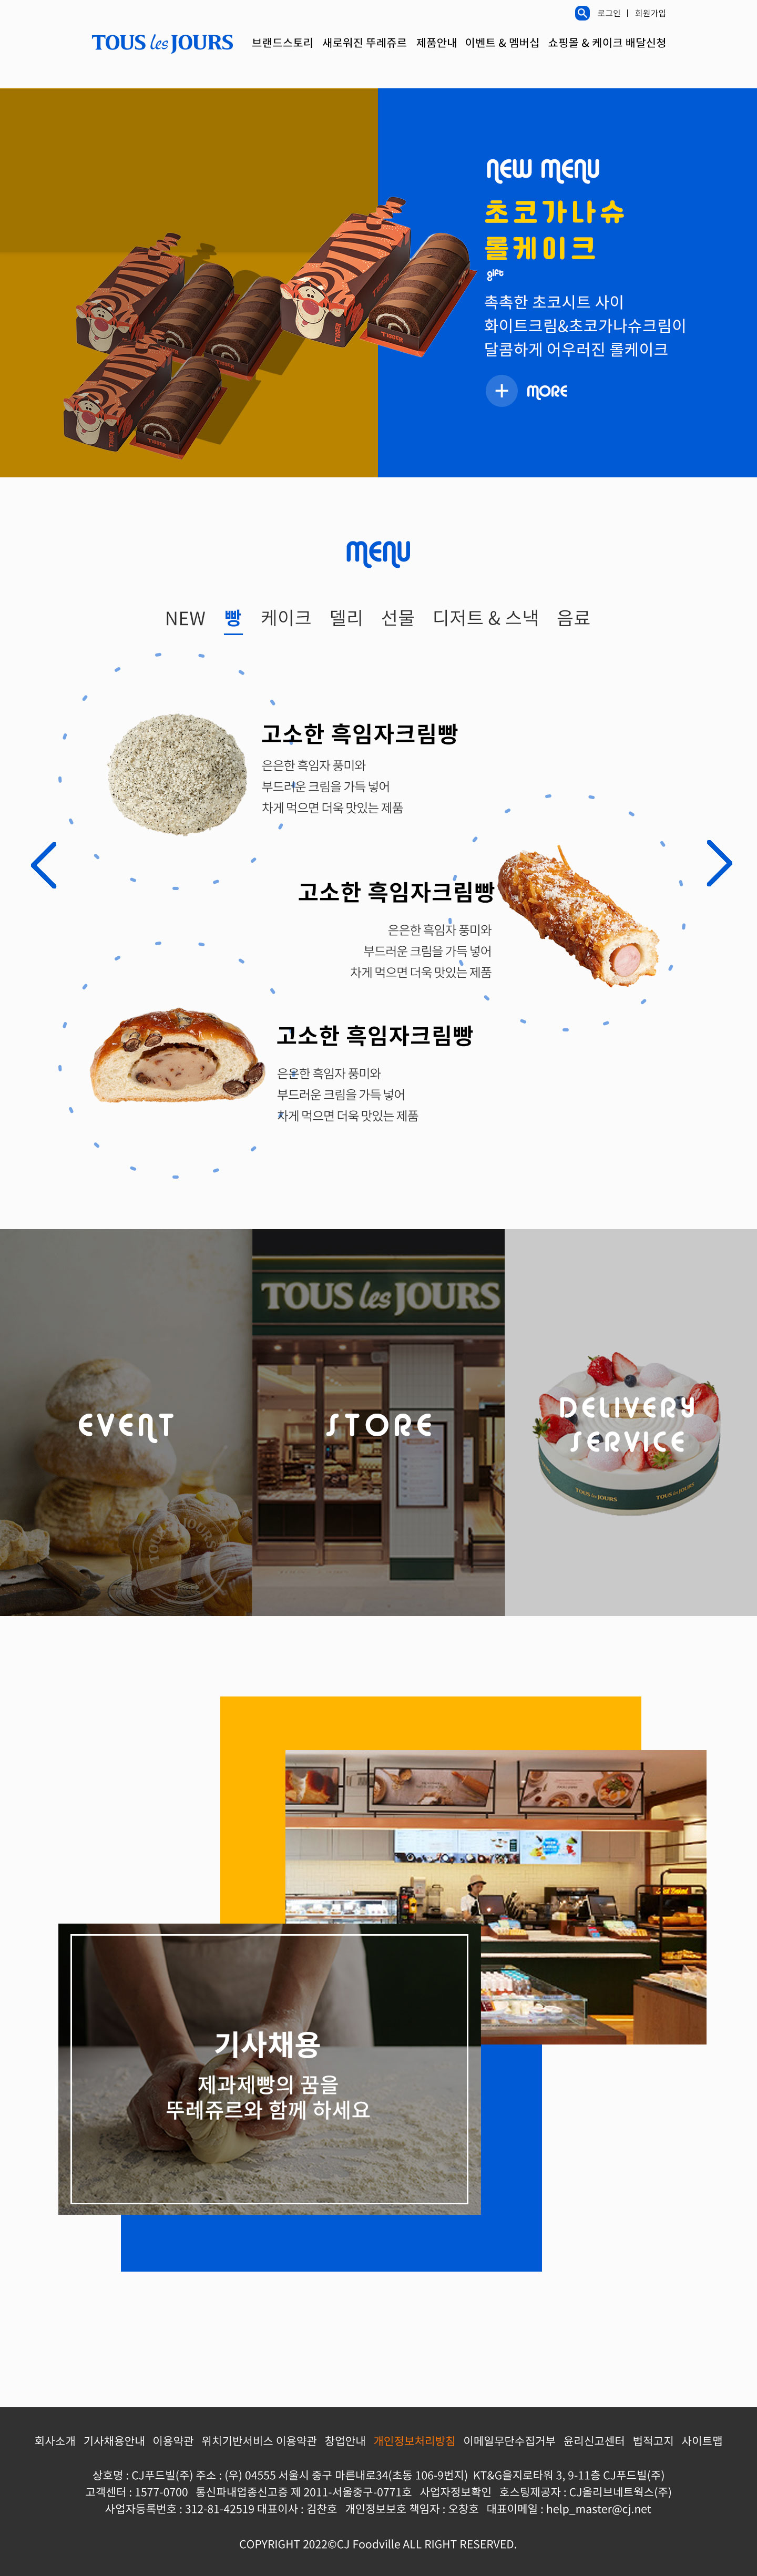 로그인 | 회원가입
TOUS les JOURS
브랜드스토리 새로워진 뚜레쥬르 제품안내 이벤트 & 멤버십 쇼핑몰 & 케이크 배달신청
NEW MENU
초코가나슈
롤케이크
gift
촉촉한 초코시트 사이
화이트크림&초코가나슈크림이
달콤하게 어우러진 롤케이크
+ MORE
MENU
NEW 빵 케이크 델리 선물 디저트 & 스낵 음료
고소한 흑임자크림빵
은은한 흑임자 풍미와
부드러운 크림을 가득 넣어
차게 먹으면 더욱 맛있는 제품
고소한 흑임자크림빵
은은한 흑임자 풍미와
부드러운 크림을 가득 넣어
차게 먹으면 더욱 맛있는 제품
고소한 흑임자크림빵
은은한 흑임자 풍미와
부드러운 크림을 가득 넣어
차게 먹으면 더욱 맛있는 제품
TOUS les JOURS
EVENT
STORE
DELIVERY
SERVICE
TOUS les JOURS
TOUS les JOURS
기사채용
제과제빵의 꿈을
뚜레쥬르와 함께 하세요
회사소개 기사채용안내 이용약관 위치기반서비스 이용약관 창업안내 개인정보처리방침 이메일무단수집거부 윤리신고센터 법적고지 사이트맵
상호명 : CJ푸드빌(주) 주소 : (우) 04555 서울시 중구 마른내로34(초동 106-9번지) KT&G을지로타워 3, 9-11층 CJ푸드빌(주)
고객센터 : 1577-0700 통신파내업종신고증 제 2011-서울중구-0771호 사업자정보확인 호스팅제공자 : CJ올리브네트웍스(주)
사업자등록번호 : 312-81-42519 대표이사 : 김찬호 개인정보보호 책임자 : 오창호 대표이메일 : help_master@cj.net
COPYRIGHT 2022©CJ Foodville ALL RIGHT RESERVED.